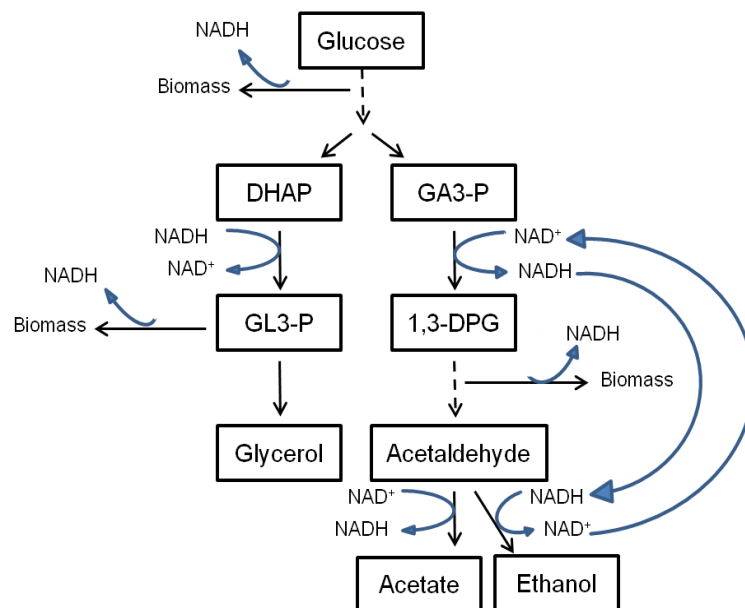 NADH
Glucose
Biomass
DHAP
GA3-P
NADH
NAD⁺
NAD⁺
NADH
NADH
Biomass
GL3-P
1,3-DPG
NADH
Biomass
Glycerol
Acetaldehyde
NAD⁺
NADH
NADH
NAD⁺
Acetate
Ethanol